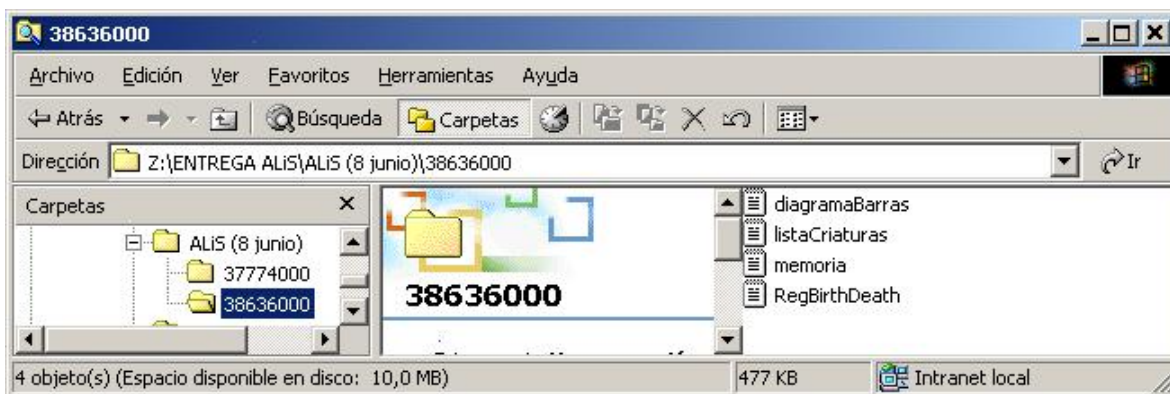 38636000
Archivo Edición Ver Favoritos Herramientas Ayuda
Atrás Búsqueda Carpetas
Dirección Z:\ENTREGA ALiS\ALiS (8 junio)\38636000 Ir
Carpetas
ALiS (8 junio)
37774000
38636000
38636000
diagramaBarras
listaCriaturas
memoria
RegBirthDeath
4 objeto(s) (Espacio disponible en disco: 10,0 MB) 477 KB Intranet local